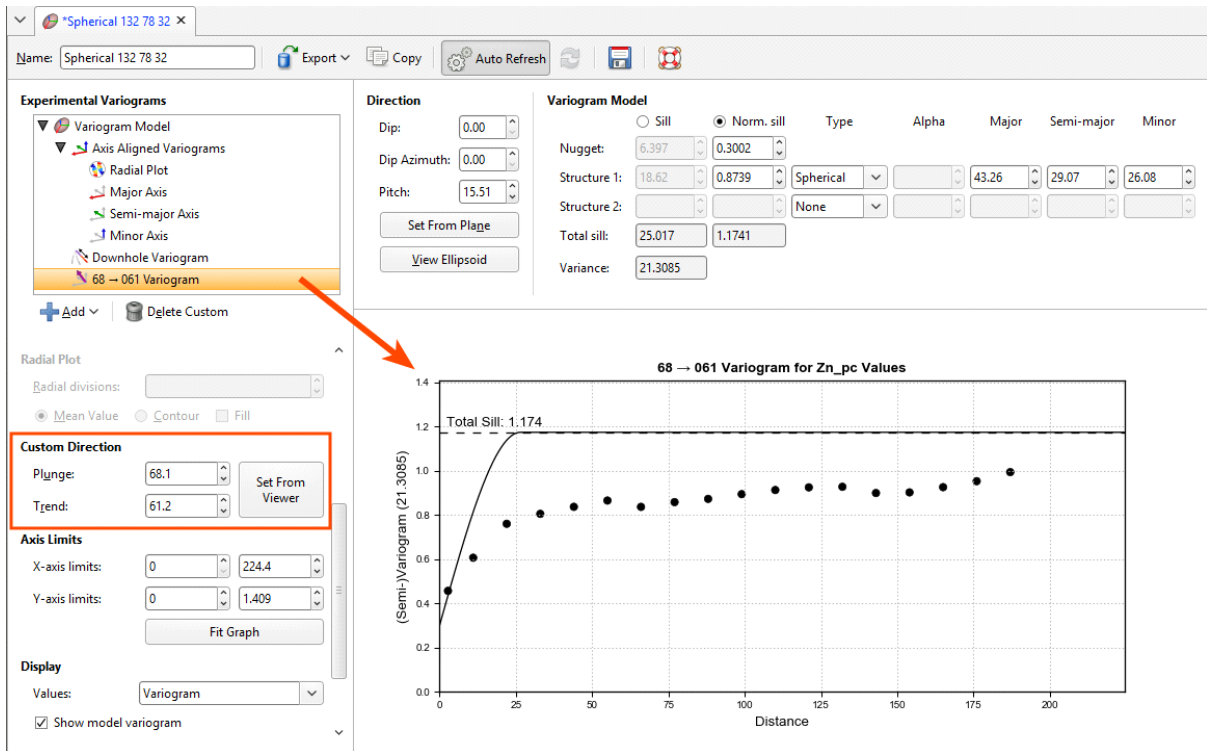 *Spherical 132 78 32
Name: Spherical 132 78 32 Export Copy Auto Refresh
Experimental Variograms
Variogram Model
Axis Aligned Variograms
Radial Plot
Major Axis
Semi-major Axis
Minor Axis
Downhole Variogram
68 → 061 Variogram
Add Delete Custom
Radial Plot
Radial divisions:
Mean Value Contour Fill
Custom Direction
Plunge: 68.1
Trend: 61.2
Set From
Viewer
Axis Limits
X-axis limits: 0 224.4
Y-axis limits: 0 1.409
Fit Graph
Display
Values: Variogram
Show model variogram
Direction
Dip: 0.00
Dip Azimuth: 0.00
Pitch: 15.51
Set From Plane
View Ellipsoid
Variogram Model
Sill Norm. sill Type Alpha Major Semi-major Minor
Nugget: 6.397 0.3002
Structure 1: 18.62 0.8739 Spherical 43.26 29.07 26.08
Structure 2: None
Total sill: 25.017 1.1741
Variance: 21.3085
68 → 061 Variogram for Zn_pc Values
Total Sill: 1.174
(Semi-)Variogram (21.3085)
1.4
1.2
1.0
0.8
0.6
0.4
0.2
0.0
0 25 50 75 100 125 150 175 200
Distance